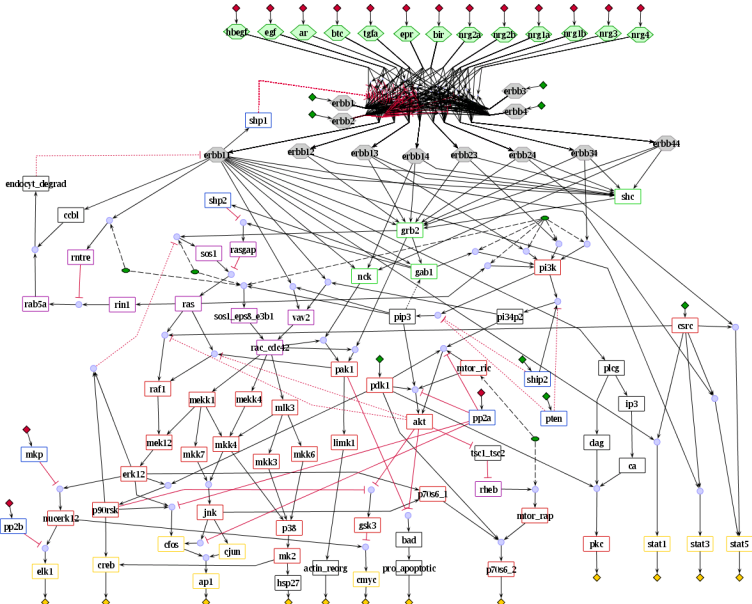 hbegf egf ar btc tgfa epr bir nrg2a nrg2b nrg1a nrg1b nrg3 nrg4
erbb3
erbb1
erbb4
erbb2
shp1
erbb11 erbb12 erbb13 erbb14 erbb23 erbb24 erbb34 erbb44
endocyt_degrad
shp2
shc
ccbl
grb2
rntre sos1 rasgap
nck gab1 pi3k
rab5a rin1 ras
sos1_eps8_e3b1 vav2 pip3 pi34p2
csrc
rac_cdc42
pak1 mtor_ric plcg
pdk1 ship2
raf1
mekk1 mekk4 mlk3
ip3
akt pp2a pten
mek12 mkk4 limk1 dag
mkp mkk7 mkk3 mkk6 tsc1_tsc2
ca
erk12
rheb
p90rsk jnk p70s6_1
nucerk12 mtor_rap
pp2b p38 gsk3
cfos cjun bad pkc stat1 stat3 stat5
mk2
elk1 creb actin_reorg pro_apoptotic p70s6_2
ap1 hsp27 cmyc